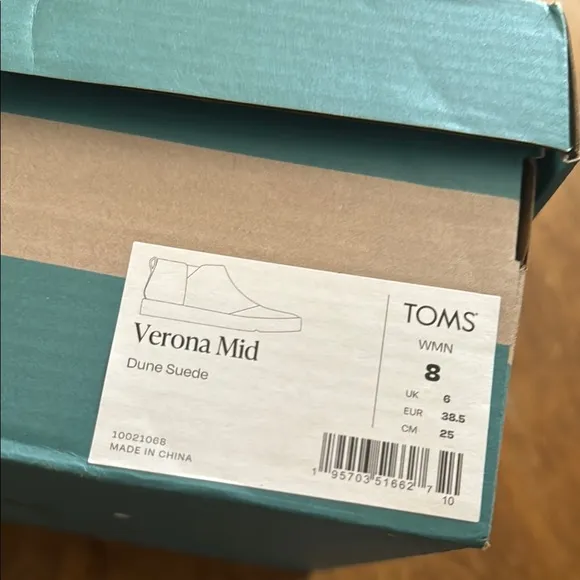 Verona Mid
Dune Suede
10021068
MADE IN CHINA
TOMS®
WMN
8
UK 6
EUR 38.5
CM 25
1 95703 51662 7
10